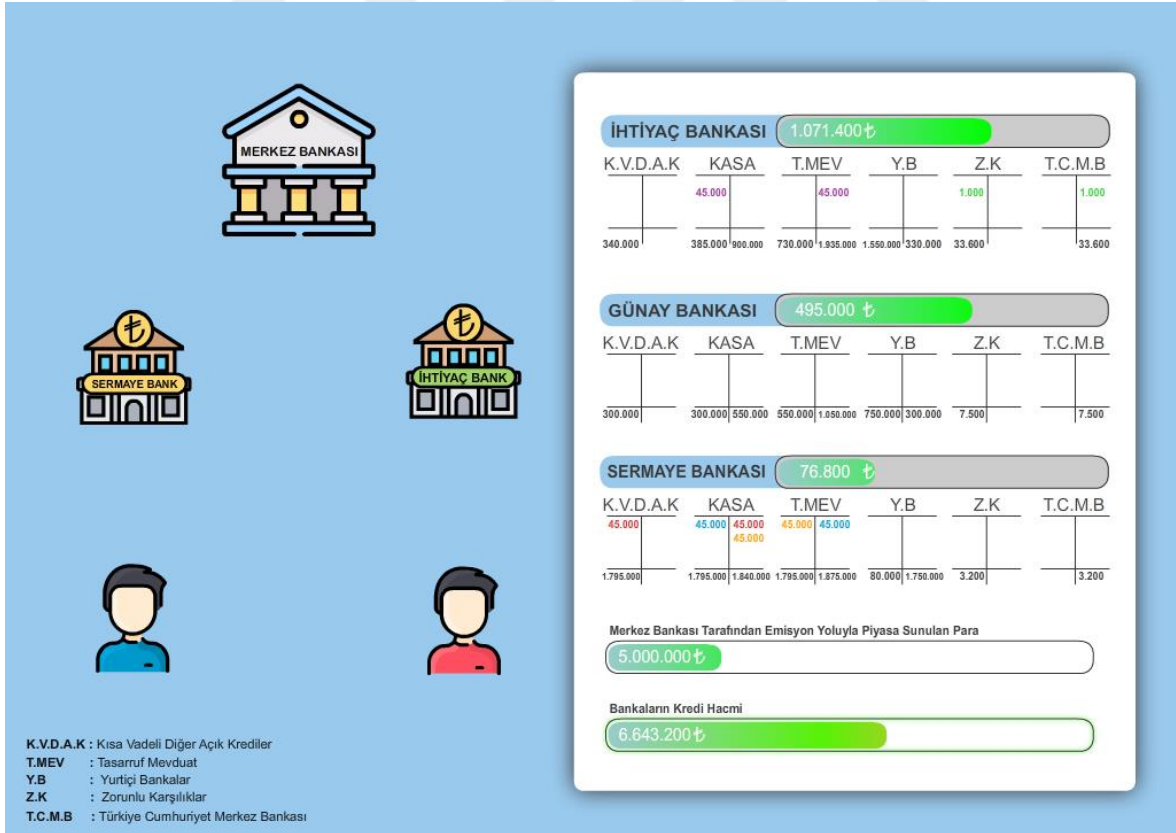 MERKEZ BANKASI
SERMAYE BANK
İHTİYAÇ BANK
K.V.D.A.K : Kısa Vadeli Diğer Açık Krediler
T.MEV : Tasarruf Mevduat
Y.B : Yurtiçi Bankalar
Z.K : Zorunlu Karşılıklar
T.C.M.B : Türkiye Cumhuriyet Merkez Bankası
İHTİYAÇ BANKASI 1.071.400 ₺
K.V.D.A.K KASA T.MEV Y.B Z.K T.C.M.B
45.000 45.000 1.000 1.000
340.000 385.000 900.000 730.000 1.935.000 1.550.000 330.000 33.600 33.600
GÜNAY BANKASI 495.000 ₺
K.V.D.A.K KASA T.MEV Y.B Z.K T.C.M.B
300.000 300.000 550.000 550.000 1.050.000 750.000 300.000 7.500 7.500
SERMAYE BANKASI 76.800 ₺
K.V.D.A.K KASA T.MEV Y.B Z.K T.C.M.B
45.000 45.000 45.000 45.000 45.000
45.000
1.795.000 1.795.000 1.840.000 1.795.000 1.875.000 80.000 1.750.000 3.200 3.200
Merkez Bankası Tarafından Emisyon Yoluyla Piyasa Sunulan Para
5.000.000 ₺
Bankaların Kredi Hacmi
6.643.200 ₺